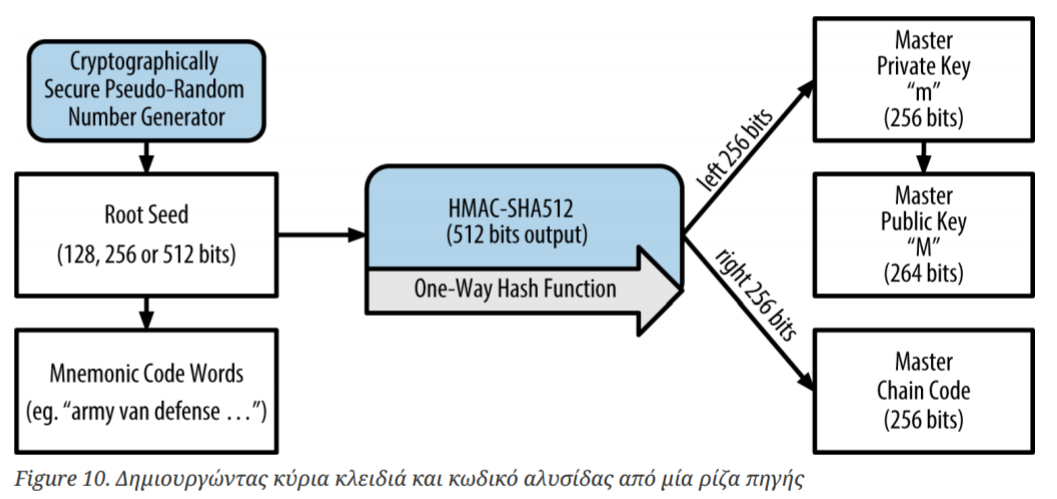 Cryptographically
Secure Pseudo-Random
Number Generator
Root Seed
(128, 256 or 512 bits)
Mnemonic Code Words
(eg. “army van defense …”)
HMAC-SHA512
(512 bits output)
One-Way Hash Function
left 256 bits
right 256 bits
Master
Private Key
“m”
(256 bits)
Master
Public Key
“M”
(264 bits)
Master
Chain Code
(256 bits)
Figure 10. Δημιουργώντας κύρια κλειδιά και κωδικό αλυσίδας από μία ρίζα πηγής